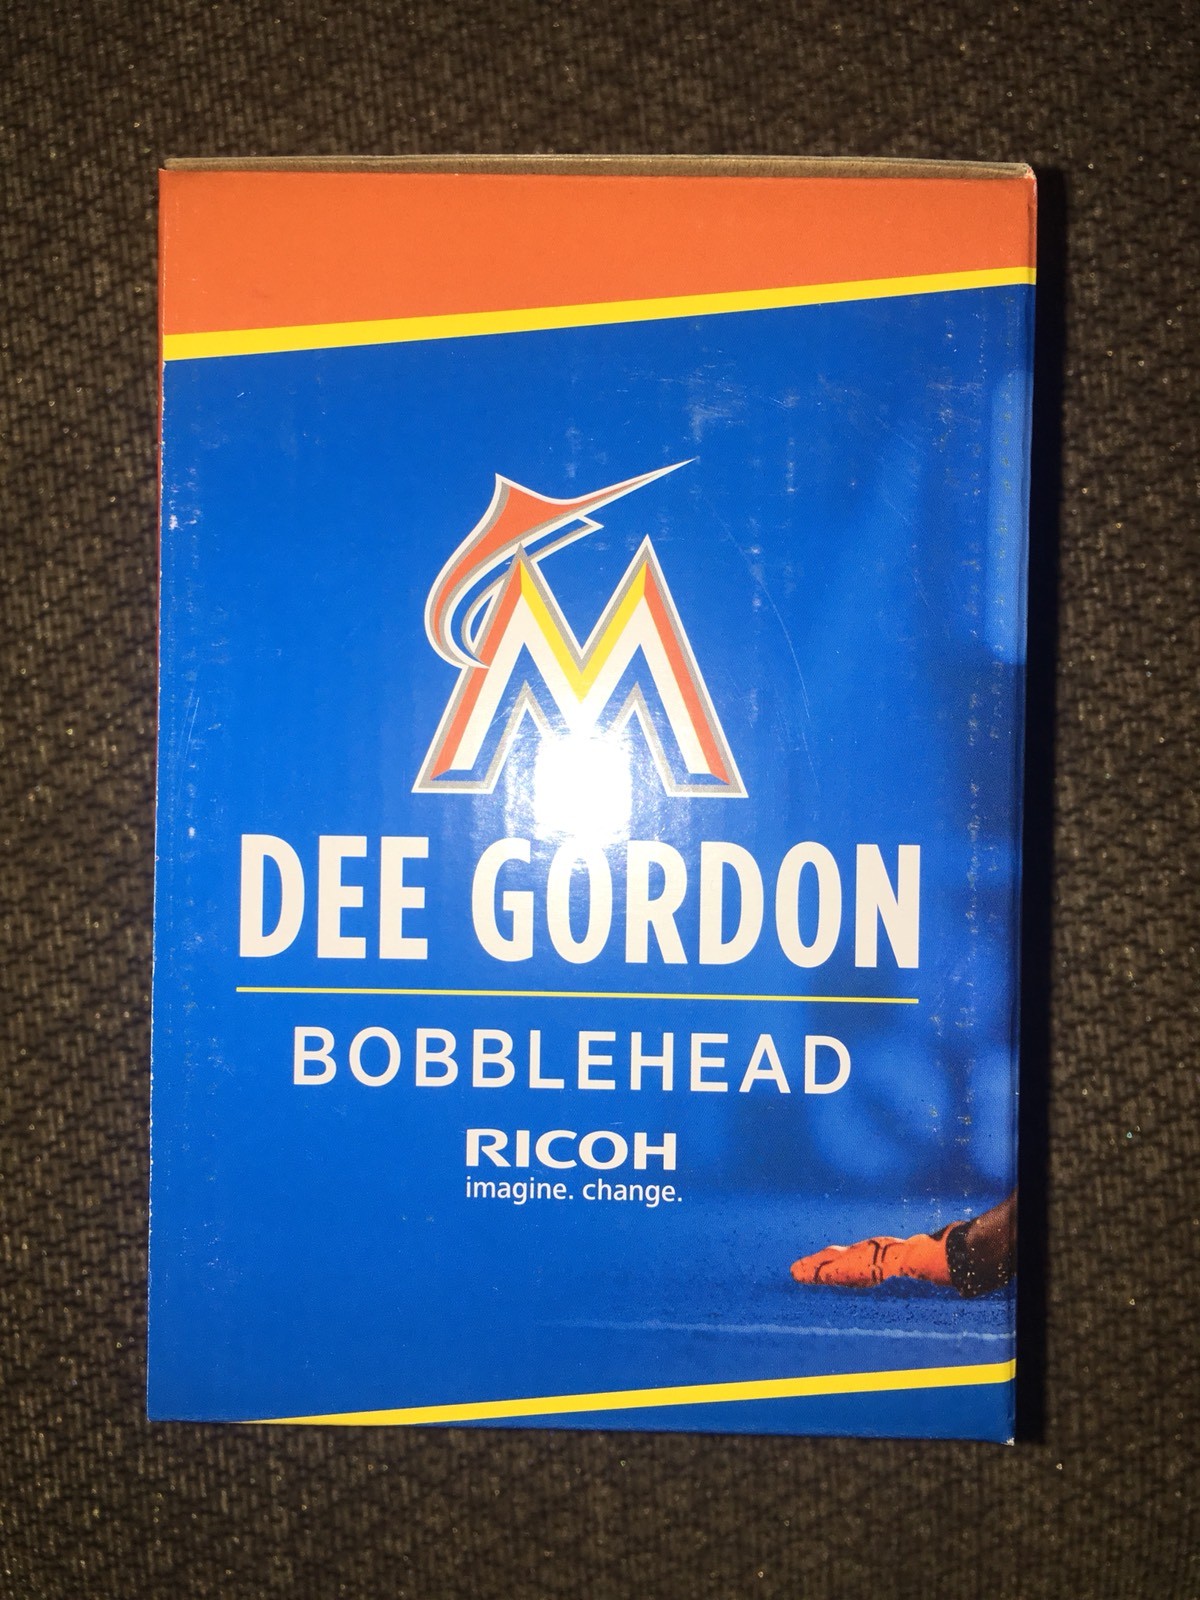 M
DEE GORDON
BOBBLEHEAD
RICOH
imagine. change.